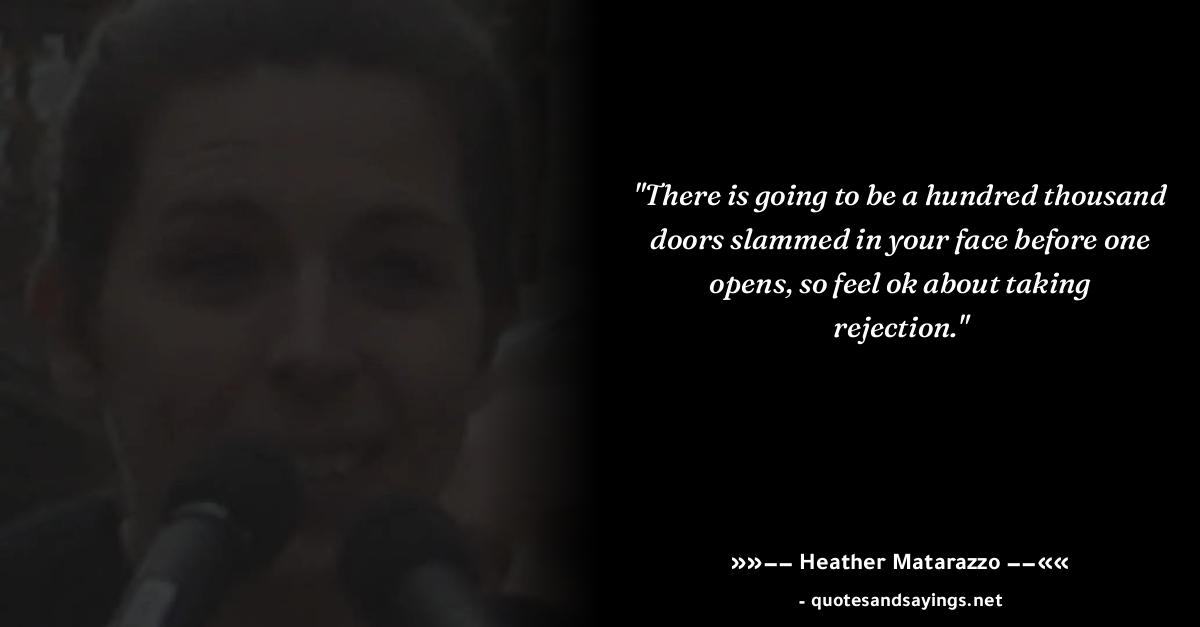 "There is going to be a hundred thousand
doors slammed in your face before one
opens, so feel ok about taking
rejection."
»»−− Heather Matarazzo −−««
- quotesandsayings.net